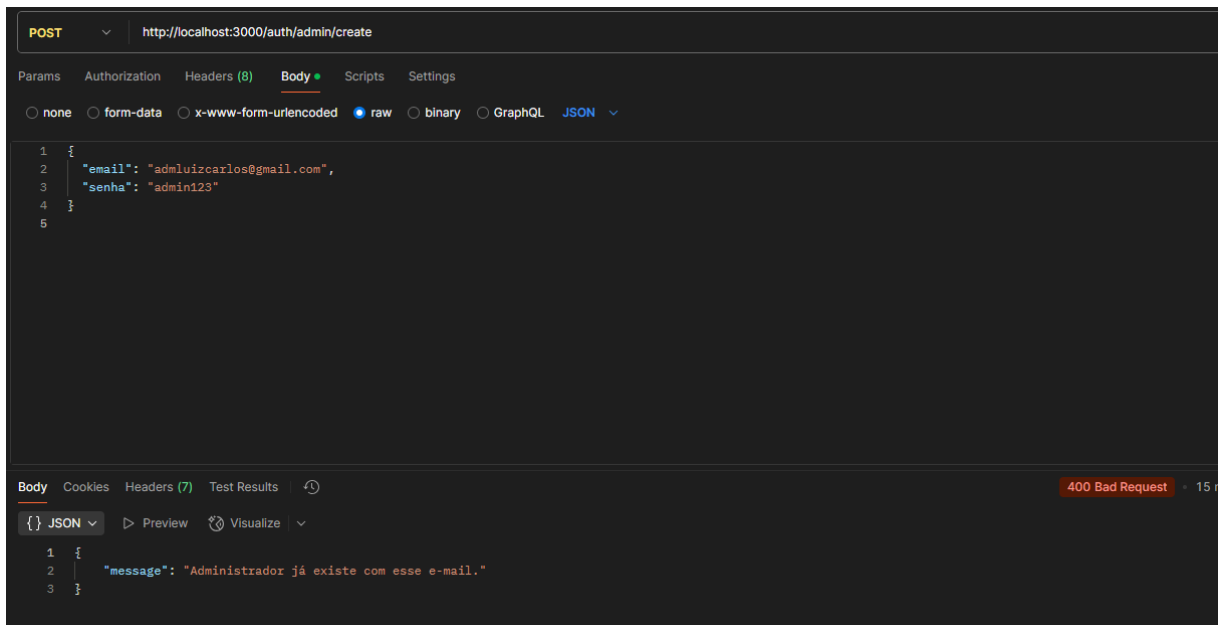 POST http://localhost:3000/auth/admin/create
Params Authorization Headers (8) Body Scripts Settings
none form-data x-www-form-urlencoded raw binary GraphQL JSON
1 {
2 "email": "admluizcarlos@gmail.com",
3 "senha": "admin123"
4 }
5
Body Cookies Headers (7) Test Results 400 Bad Request 15
{} JSON Preview Visualize
1 {
2 "message": "Administrador já existe com esse e-mail."
3 }